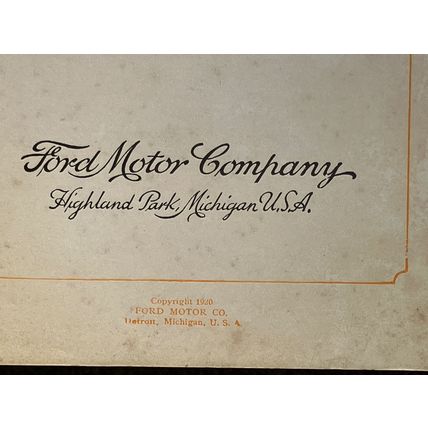 Ford Motor Company
Highland Park, Michigan U.S.A.
Copyright 1920
FORD MOTOR CO.
Detroit, Michigan, U. S. A.